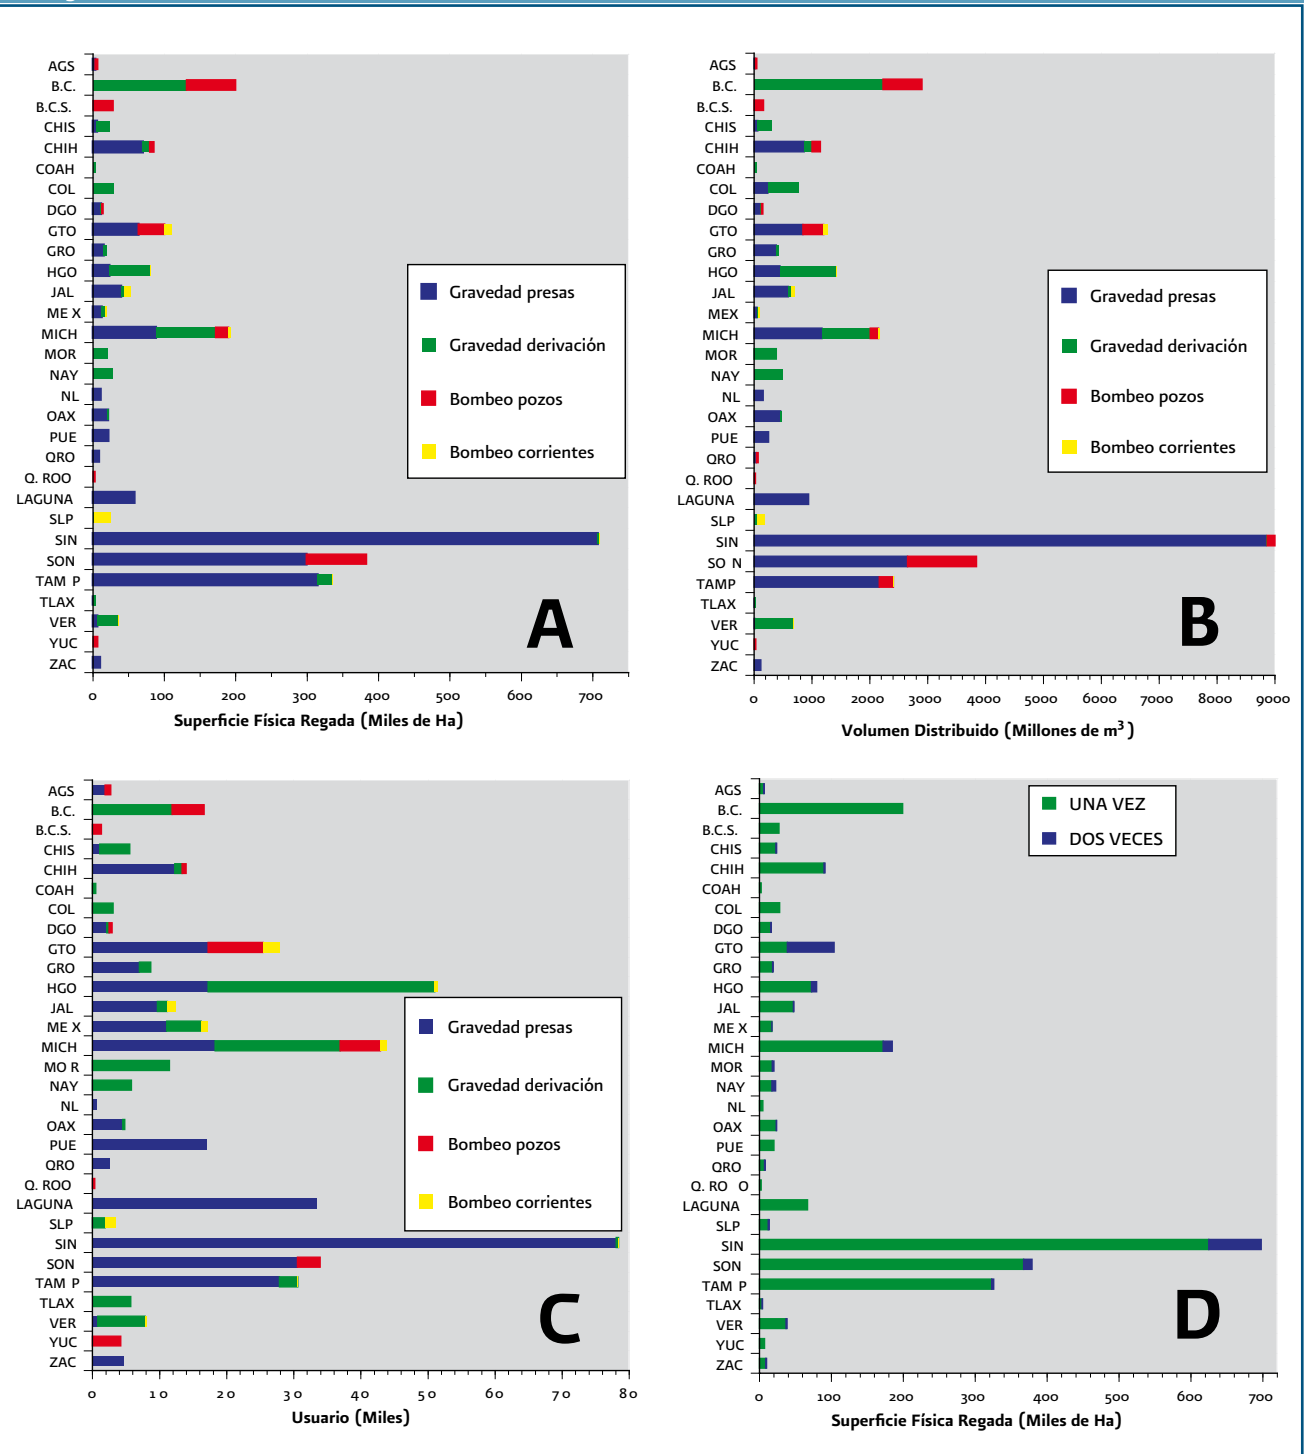 AGS
B.C.
B.C.S.
CHIS
CHIH
COAH
COL
DGO
GTO
GRO
HGO
JAL
ME X
MICH
MOR
NAY
NL
OAX
PUE
QRO
Q. ROO
LAGUNA
SLP
SIN
SON
TAM P
TLAX
VER
YUC
ZAC
Gravedad presas
Gravedad derivación
Bombeo pozos
Bombeo corrientes
A
0 100 200 300 400 500 600 700
Superficie Física Regada (Miles de Ha)
AGS
B.C.
B.C.S.
CHIS
CHIH
COAH
COL
DGO
GTO
GRO
HGO
JAL
MEX
MICH
MOR
NAY
NL
OAX
PUE
QRO
Q. ROO
LAGUNA
SLP
SIN
SO N
TAMP
TLAX
VER
YUC
ZAC
Gravedad presas
Gravedad derivación
Bombeo pozos
Bombeo corrientes
B
0 1000 2000 3000 4000 5000 6000 7000 8000 9000
Volumen Distribuido (Millones de m³ )
AGS
B.C.
B.C.S.
CHIS
CHIH
COAH
COL
DGO
GTO
GRO
HGO
JAL
ME X
MICH
MO R
NAY
NL
OAX
PUE
QRO
Q. ROO
LAGUNA
SLP
SIN
SON
TAM P
TLAX
VER
YUC
ZAC
Gravedad presas
Gravedad derivación
Bombeo pozos
Bombeo corrientes
C
0 10 20 30 40 50 60 70 80
Usuario (Miles)
AGS
B.C.
B.C.S.
CHIS
CHIH
COAH
COL
DGO
GTO
GRO
HGO
JAL
ME X
MICH
MOR
NAY
NL
OAX
PUE
QRO
Q. RO O
LAGUNA
SLP
SIN
SON
TAM P
TLAX
VER
YUC
ZAC
UNA VEZ
DOS VECES
D
0 100 200 300 400 500 600 700
Superficie Física Regada (Miles de Ha)